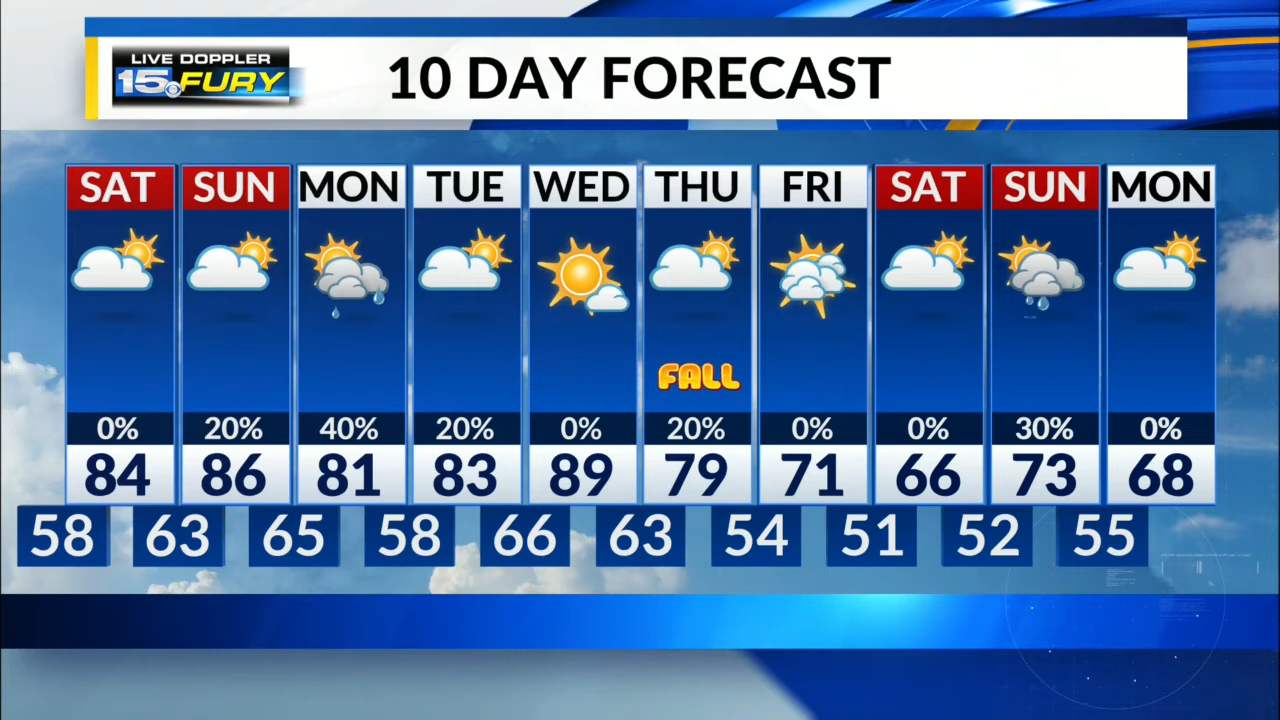 LIVE DOPPLER
15 FURY
10 DAY FORECAST
SAT SUN MON TUE WED THU FRI SAT SUN MON
FALL
0% 20% 40% 20% 0% 20% 0% 0% 30% 0%
84 86 81 83 89 79 71 66 73 68
58 63 65 58 66 63 54 51 52 55